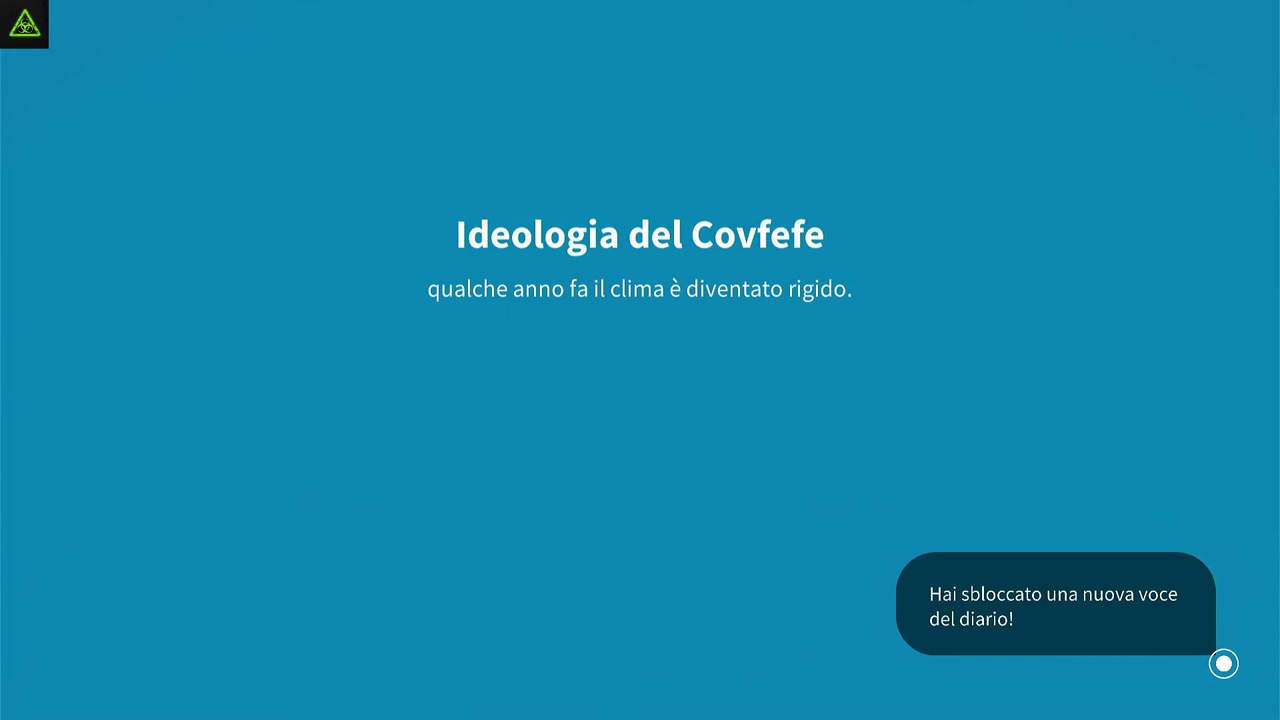 Ideologia del Covfefe
qualche anno fa il clima è diventato rigido.
Hai sbloccato una nuova voce
del diario!